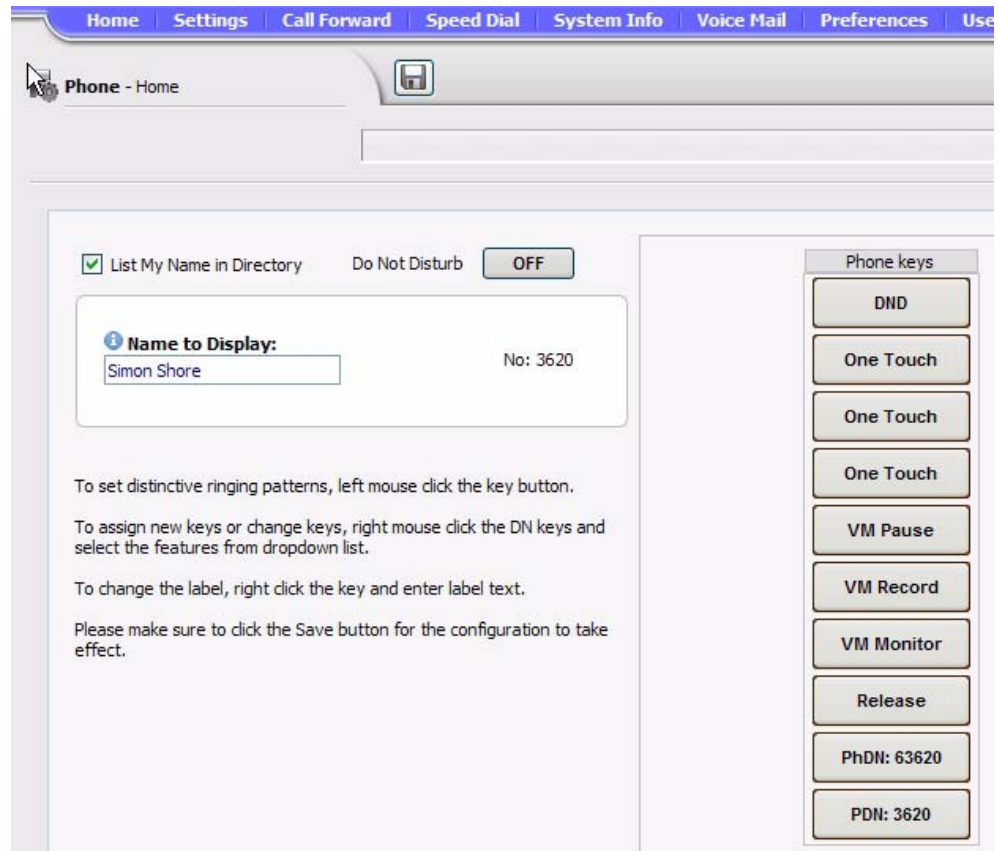 Home Settings Call Forward Speed Dial System Info Voice Mail Preferences Use
Phone - Home
List My Name in Directory Do Not Disturb OFF
Name to Display:
Simon Shore
No: 3620
To set distinctive ringing patterns, left mouse click the key button.
To assign new keys or change keys, right mouse click the DN keys and
select the features from dropdown list.
To change the label, right click the key and enter label text.
Please make sure to click the Save button for the configuration to take
effect.
Phone keys
DND
One Touch
One Touch
One Touch
VM Pause
VM Record
VM Monitor
Release
PhDN: 63620
PDN: 3620